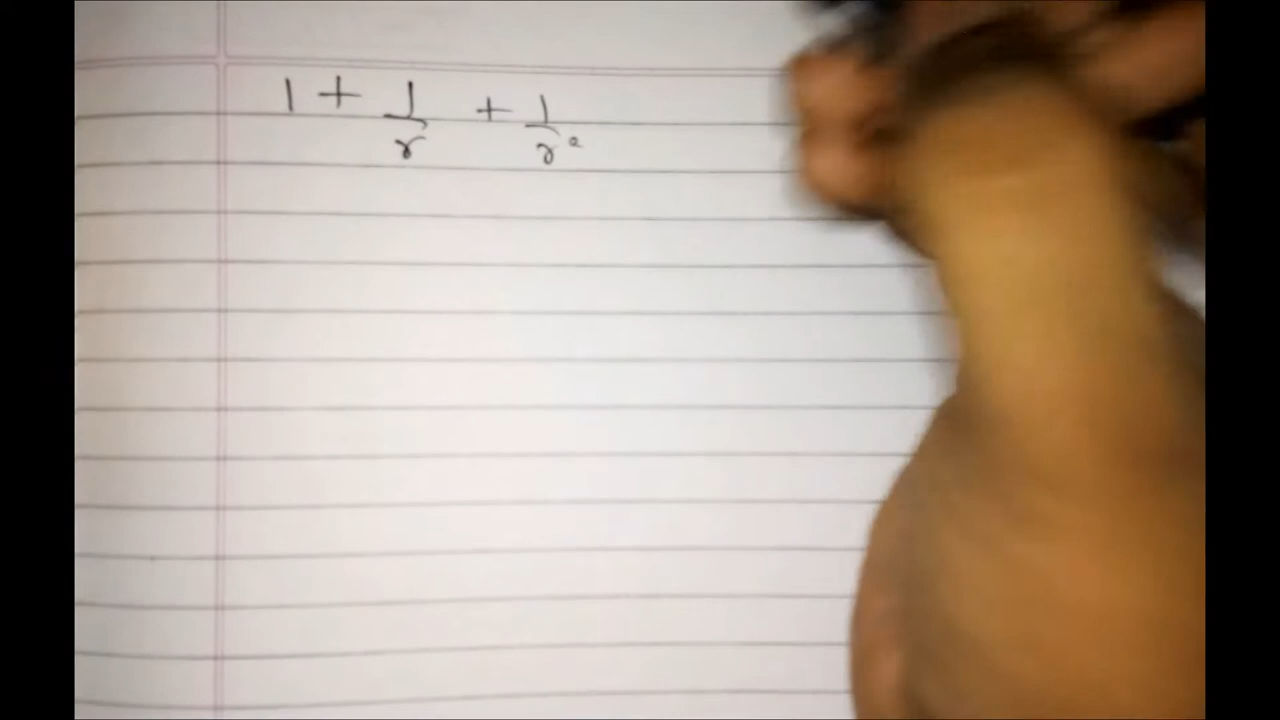 1 + 1/r + 1/r²